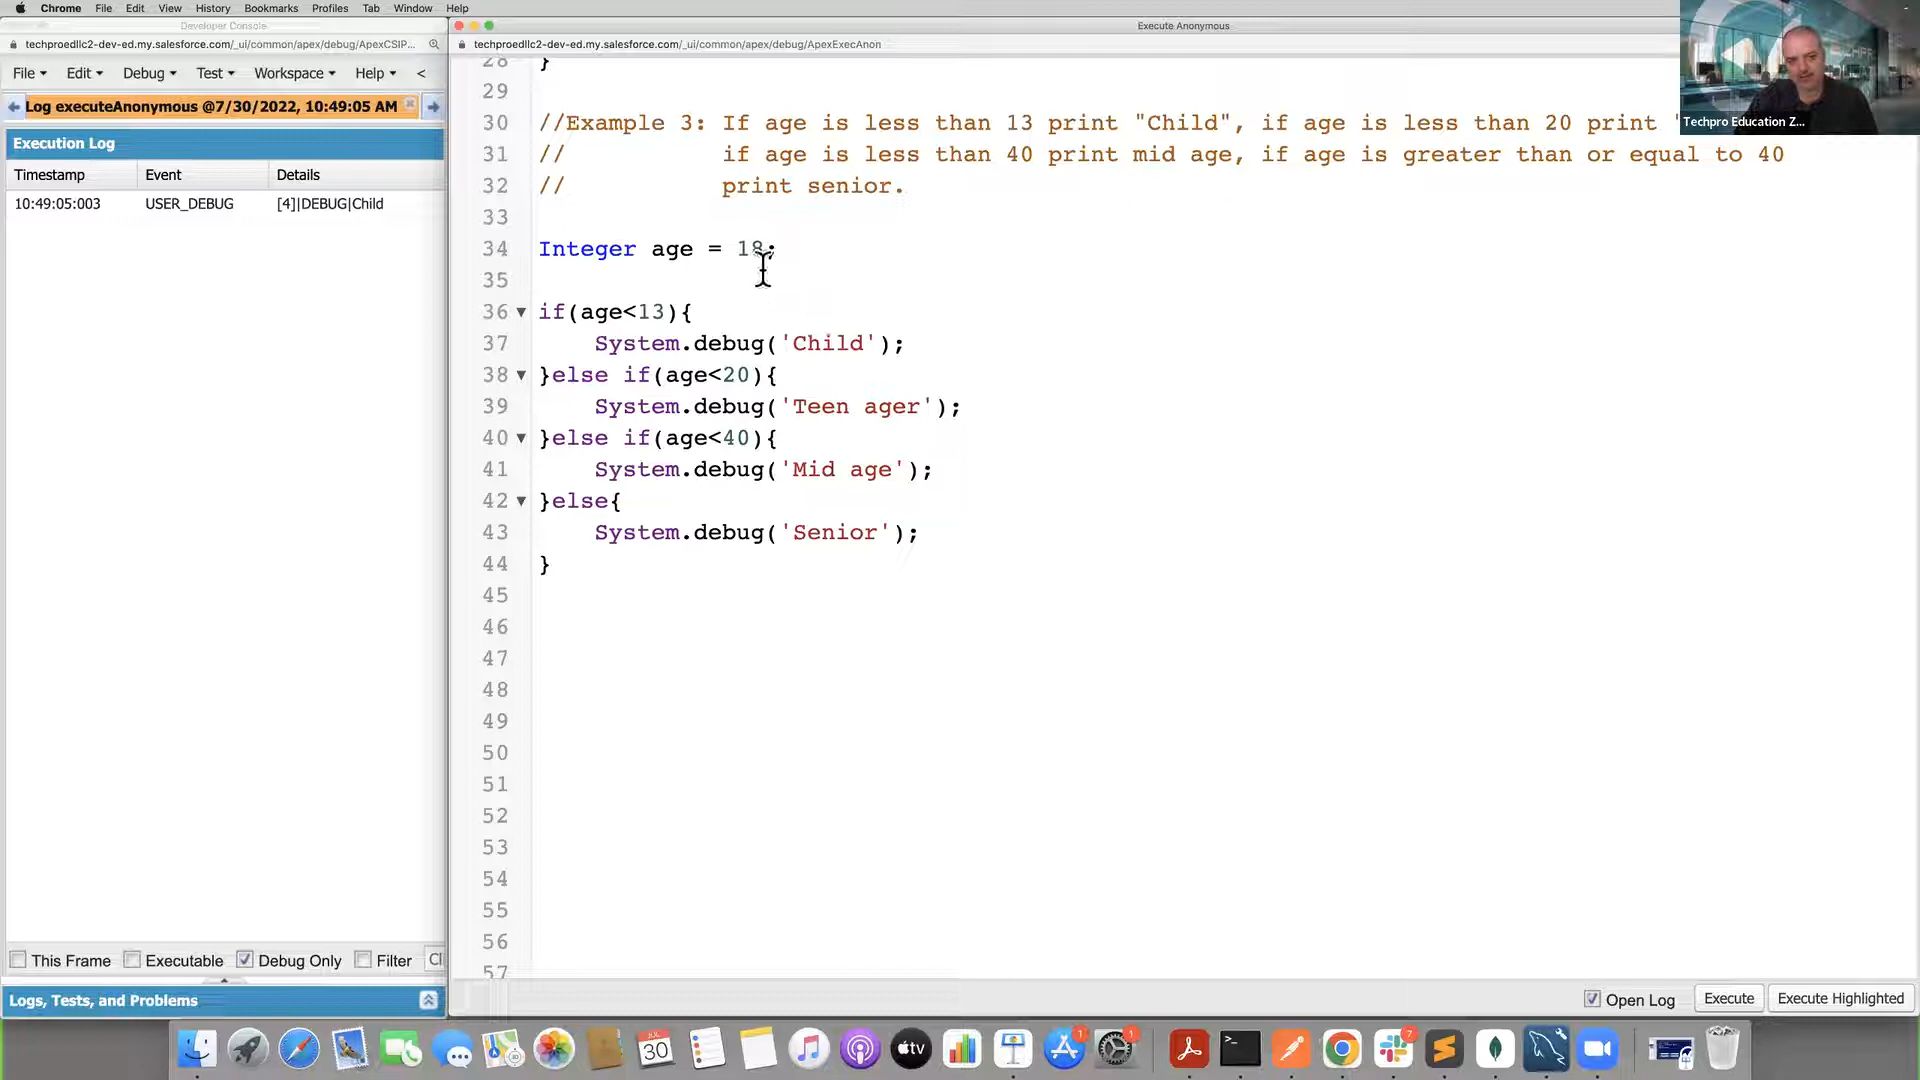 Chrome File Edit View History Bookmarks Profiles Tab Window Help
Developer Console
techproedllc2-dev-ed.my.salesforce.com/_ui/common/apex/debug/ApexCSIP...
File Edit Debug Test Workspace Help <
Log executeAnonymous @7/30/2022, 10:49:05 AM
Execution Log
Timestamp Event Details
10:49:05:003 USER_DEBUG [4]|DEBUG|Child
This Frame Executable Debug Only Filter Cl
Logs, Tests, and Problems
Execute Anonymous
techproedllc2-dev-ed.my.salesforce.com/_ui/common/apex/debug/ApexExecAnon
28 }
29
30 //Example 3: If age is less than 13 print "Child", if age is less than 20 print "
31 // if age is less than 40 print mid age, if age is greater than or equal to 40
32 // print senior.
33
34 Integer age = 18;
35
36 if(age<13){
37 System.debug('Child');
38 }else if(age<20){
39 System.debug('Teen ager');
40 }else if(age<40){
41 System.debug('Mid age');
42 }else{
43 System.debug('Senior');
44 }
45
46
47
48
49
50
51
52
53
54
55
56
57
Open Log Execute Execute Highlighted
Techpro Education Z...
JUL
30
tv
1
1
7